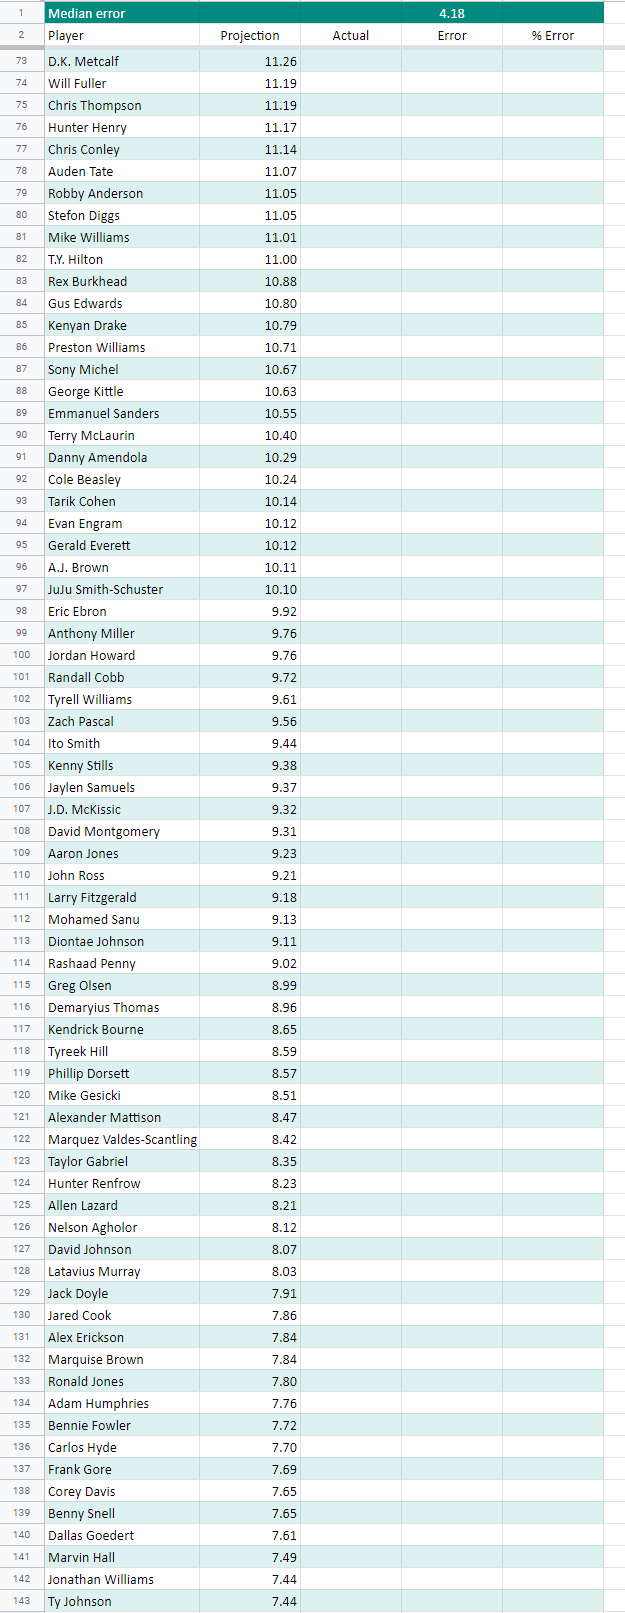 1 Median error 4.18
2 Player Projection Actual Error % Error
73 D.K. Metcalf 11.26
74 Will Fuller 11.19
75 Chris Thompson 11.19
76 Hunter Henry 11.17
77 Chris Conley 11.14
78 Auden Tate 11.07
79 Robby Anderson 11.05
80 Stefon Diggs 11.05
81 Mike Williams 11.01
82 T.Y. Hilton 11.00
83 Rex Burkhead 10.88
84 Gus Edwards 10.80
85 Kenyan Drake 10.79
86 Preston Williams 10.71
87 Sony Michel 10.67
88 George Kittle 10.63
89 Emmanuel Sanders 10.55
90 Terry McLaurin 10.40
91 Danny Amendola 10.29
92 Cole Beasley 10.24
93 Tarik Cohen 10.14
94 Evan Engram 10.12
95 Gerald Everett 10.12
96 A.J. Brown 10.11
97 JuJu Smith-Schuster 10.10
98 Eric Ebron 9.92
99 Anthony Miller 9.76
100 Jordan Howard 9.76
101 Randall Cobb 9.72
102 Tyrell Williams 9.61
103 Zach Pascal 9.56
104 Ito Smith 9.44
105 Kenny Stills 9.38
106 Jaylen Samuels 9.37
107 J.D. McKissic 9.32
108 David Montgomery 9.31
109 Aaron Jones 9.23
110 John Ross 9.21
111 Larry Fitzgerald 9.18
112 Mohamed Sanu 9.13
113 Diontae Johnson 9.11
114 Rashaad Penny 9.02
115 Greg Olsen 8.99
116 Demaryius Thomas 8.96
117 Kendrick Bourne 8.65
118 Tyreek Hill 8.59
119 Phillip Dorsett 8.57
120 Mike Gesicki 8.51
121 Alexander Mattison 8.47
122 Marquez Valdes-Scantling 8.42
123 Taylor Gabriel 8.35
124 Hunter Renfrow 8.23
125 Allen Lazard 8.21
126 Nelson Agholor 8.12
127 David Johnson 8.07
128 Latavius Murray 8.03
129 Jack Doyle 7.91
130 Jared Cook 7.86
131 Alex Erickson 7.84
132 Marquise Brown 7.84
133 Ronald Jones 7.80
134 Adam Humphries 7.76
135 Bennie Fowler 7.72
136 Carlos Hyde 7.70
137 Frank Gore 7.69
138 Corey Davis 7.65
139 Benny Snell 7.65
140 Dallas Goedert 7.61
141 Marvin Hall 7.49
142 Jonathan Williams 7.44
143 Ty Johnson 7.44